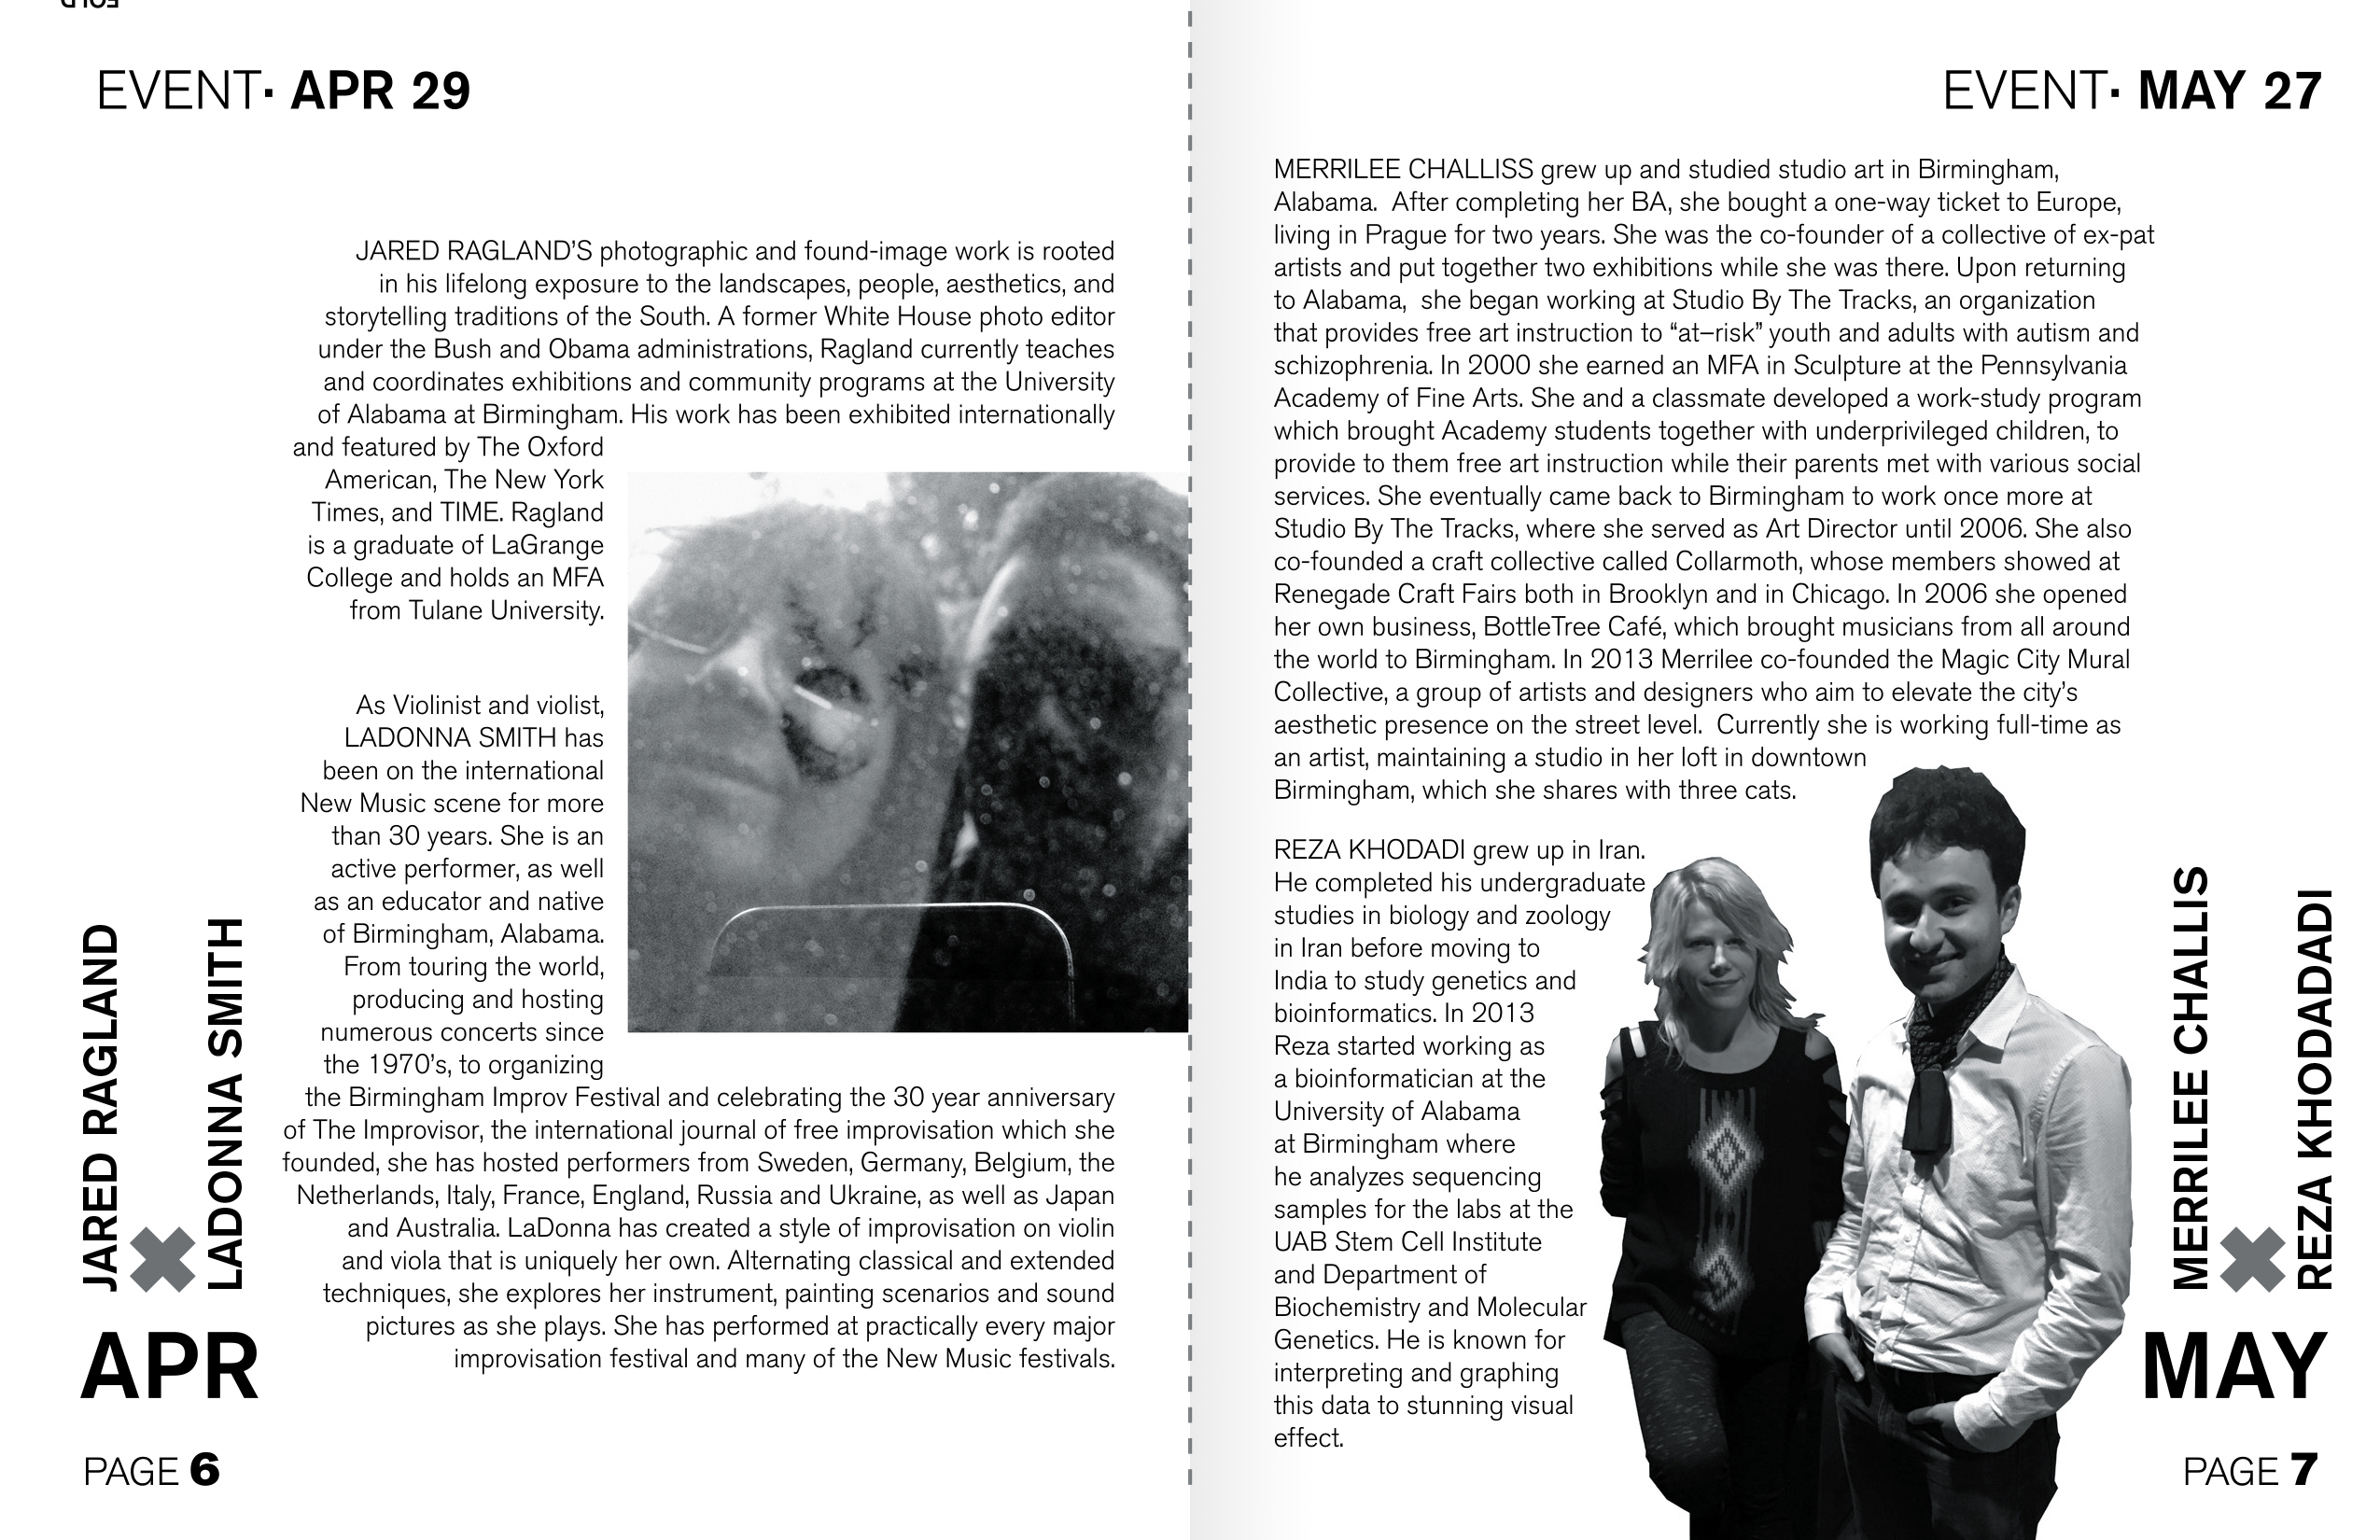 FOLD
EVENT· APR 29
JARED RAGLAND’S photographic and found-image work is rooted
in his lifelong exposure to the landscapes, people, aesthetics, and
storytelling traditions of the South. A former White House photo editor
under the Bush and Obama administrations, Ragland currently teaches
and coordinates exhibitions and community programs at the University
of Alabama at Birmingham. His work has been exhibited internationally
and featured by The Oxford
American, The New York
Times, and TIME. Ragland
is a graduate of LaGrange
College and holds an MFA
from Tulane University.
As Violinist and violist,
LADONNA SMITH has
been on the international
New Music scene for more
than 30 years. She is an
active performer, as well
as an educator and native
of Birmingham, Alabama.
From touring the world,
producing and hosting
numerous concerts since
the 1970’s, to organizing
the Birmingham Improv Festival and celebrating the 30 year anniversary
of The Improvisor, the international journal of free improvisation which she
founded, she has hosted performers from Sweden, Germany, Belgium, the
Netherlands, Italy, France, England, Russia and Ukraine, as well as Japan
and Australia. LaDonna has created a style of improvisation on violin
and viola that is uniquely her own. Alternating classical and extended
techniques, she explores her instrument, painting scenarios and sound
pictures as she plays. She has performed at practically every major
improvisation festival and many of the New Music festivals.
JARED RAGLAND
LADONNA SMITH
APR
PAGE 6
EVENT· MAY 27
MERRILEE CHALLISS grew up and studied studio art in Birmingham,
Alabama.  After completing her BA, she bought a one-way ticket to Europe,
living in Prague for two years. She was the co-founder of a collective of ex-pat
artists and put together two exhibitions while she was there. Upon returning
to Alabama,  she began working at Studio By The Tracks, an organization
that provides free art instruction to “at–risk” youth and adults with autism and
schizophrenia. In 2000 she earned an MFA in Sculpture at the Pennsylvania
Academy of Fine Arts. She and a classmate developed a work-study program
which brought Academy students together with underprivileged children, to
provide to them free art instruction while their parents met with various social
services. She eventually came back to Birmingham to work once more at
Studio By The Tracks, where she served as Art Director until 2006. She also
co-founded a craft collective called Collarmoth, whose members showed at
Renegade Craft Fairs both in Brooklyn and in Chicago. In 2006 she opened
her own business, BottleTree Café, which brought musicians from all around
the world to Birmingham. In 2013 Merrilee co-founded the Magic City Mural
Collective, a group of artists and designers who aim to elevate the city’s
aesthetic presence on the street level.  Currently she is working full-time as
an artist, maintaining a studio in her loft in downtown
Birmingham, which she shares with three cats.
REZA KHODADI grew up in Iran.
He completed his undergraduate
studies in biology and zoology
in Iran before moving to
India to study genetics and
bioinformatics. In 2013
Reza started working as
a bioinformatician at the
University of Alabama
at Birmingham where
he analyzes sequencing
samples for the labs at the
UAB Stem Cell Institute
and Department of
Biochemistry and Molecular
Genetics. He is known for
interpreting and graphing
this data to stunning visual
effect.
MERRILEE CHALLIS
REZA KHODADADI
MAY
PAGE 7